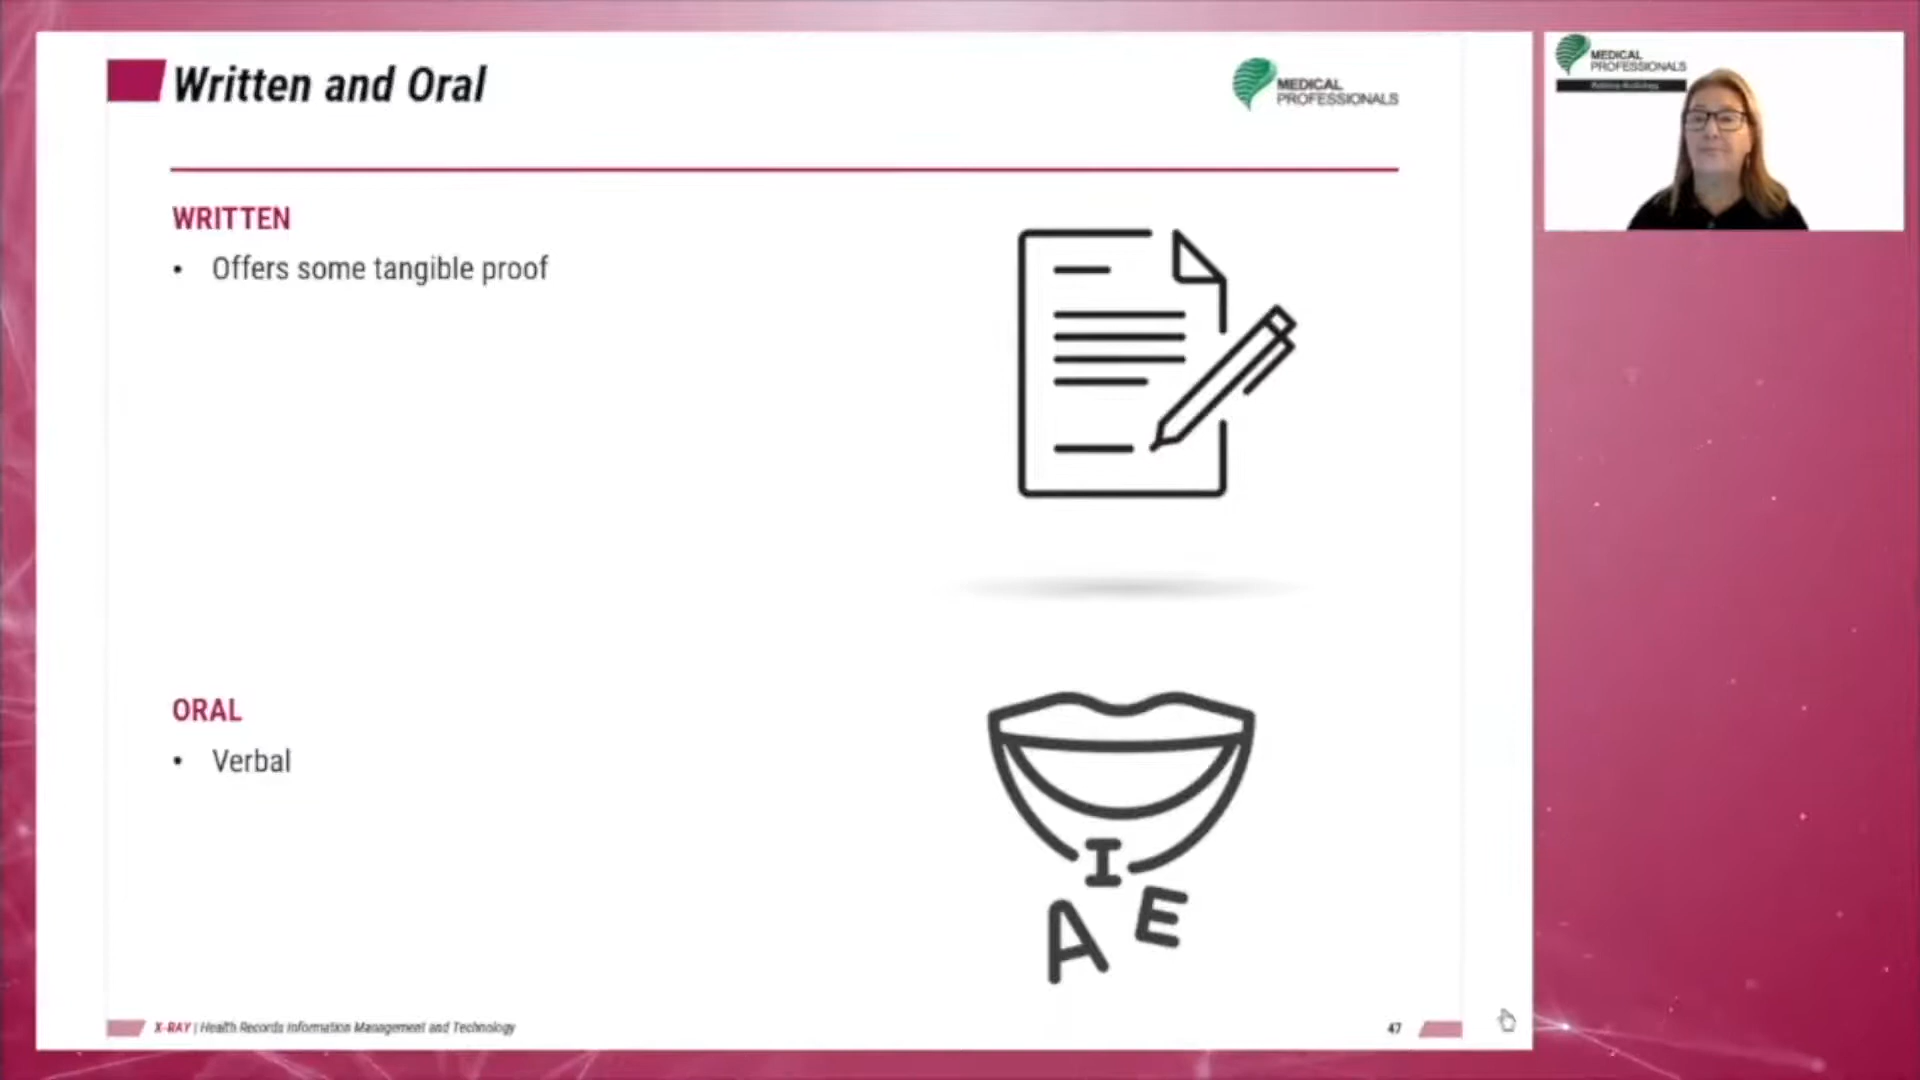 Written and Oral
MEDICAL
PROFESSIONALS
WRITTEN
• Offers some tangible proof
ORAL
• Verbal
I
A E
X-RAY | Health Records Information Management and Technology
47
MEDICAL
PROFESSIONALS